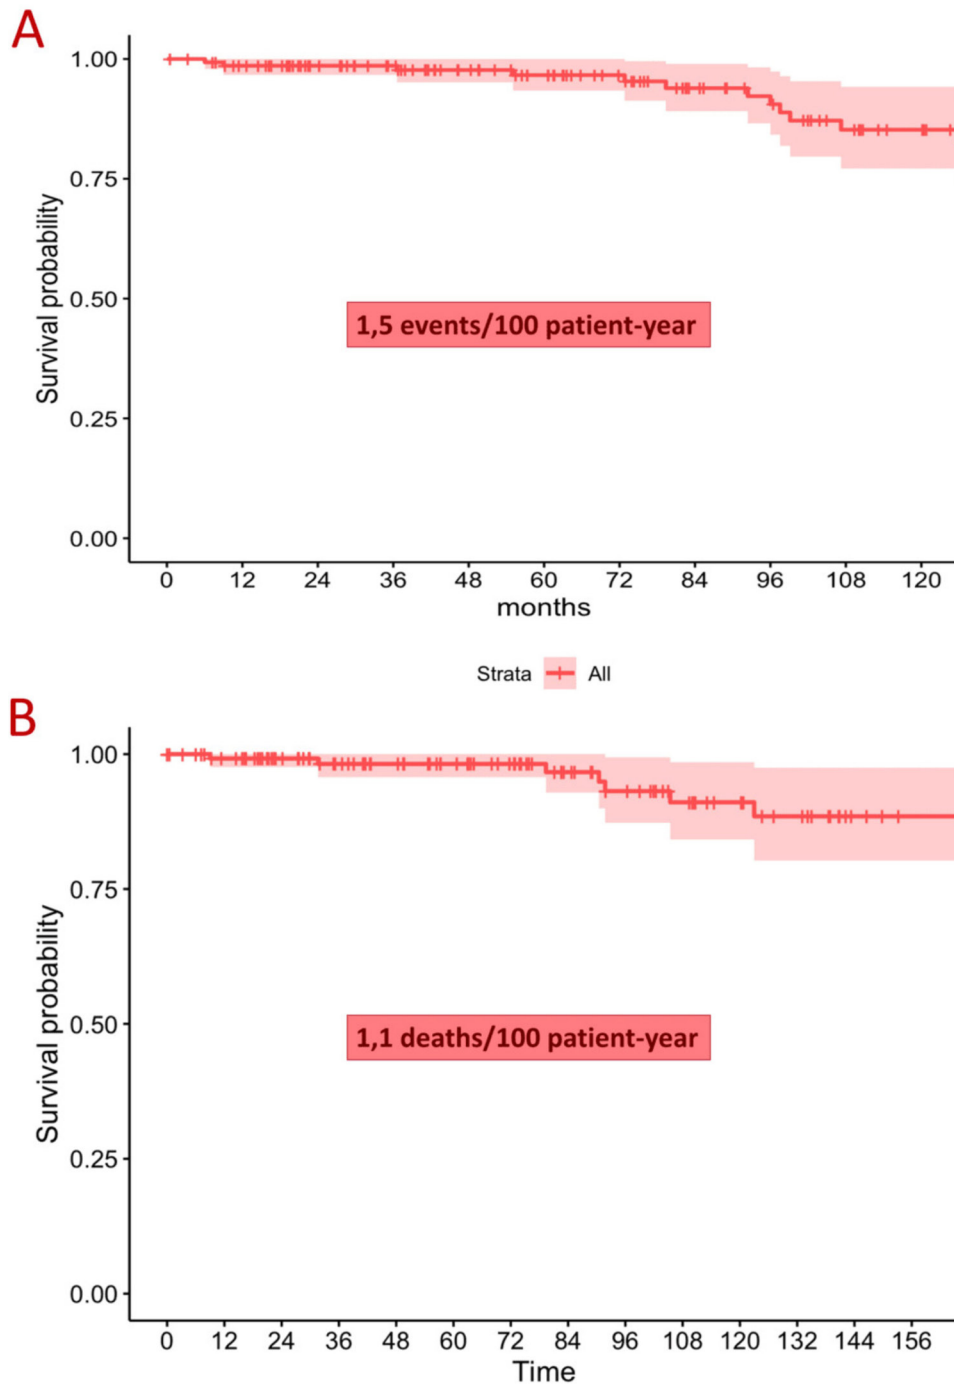 A
1.00
0.75
0.50
0.25
0.00
Survival probability
1,5 events/100 patient-year
0 12 24 36 48 60 72 84 96 108 120
months
Strata All
B
1.00
0.75
0.50
0.25
0.00
Survival probability
1,1 deaths/100 patient-year
0 12 24 36 48 60 72 84 96 108 120 132 144 156
Time